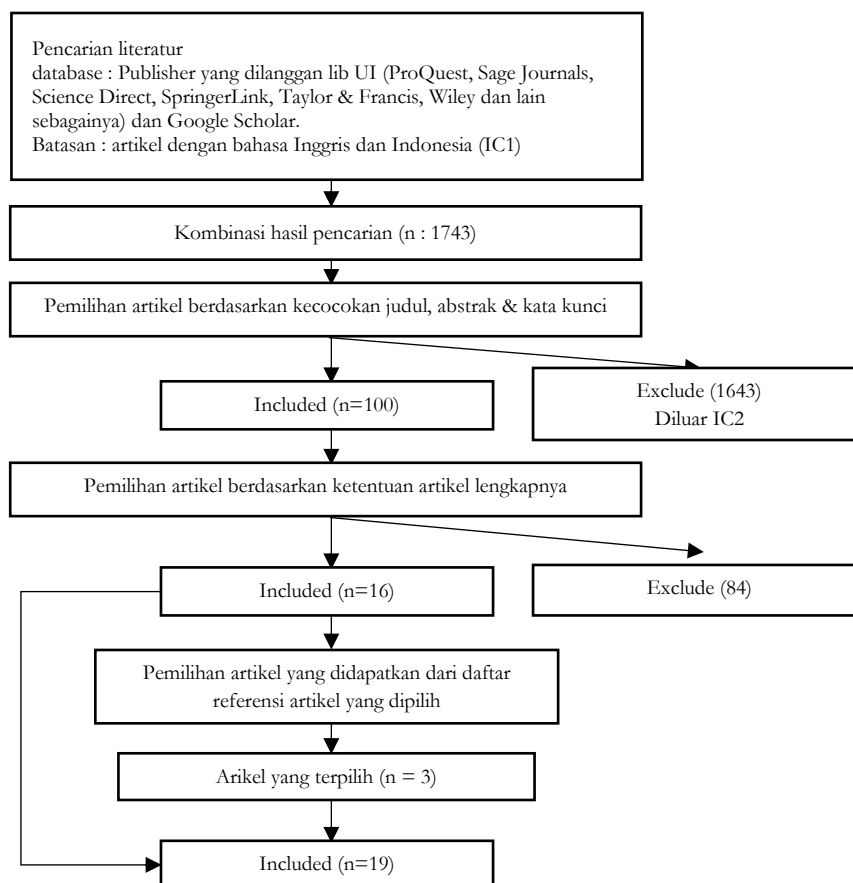 Pencarian literatur
database : Publisher yang dilanggan lib UI (ProQuest, Sage Journals,
Science Direct, SpringerLink, Taylor & Francis, Wiley dan lain
sebagainya) dan Google Scholar.
Batasan : artikel dengan bahasa Inggris dan Indonesia (IC1)
Kombinasi hasil pencarian (n : 1743)
Pemilihan artikel berdasarkan kecocokan judul, abstrak & kata kunci
Included (n=100)
Exclude (1643)
Diluar IC2
Pemilihan artikel berdasarkan ketentuan artikel lengkapnya
Included (n=16)
Exclude (84)
Pemilihan artikel yang didapatkan dari daftar
referensi artikel yang dipilih
Arikel yang terpilih (n = 3)
Included (n=19)